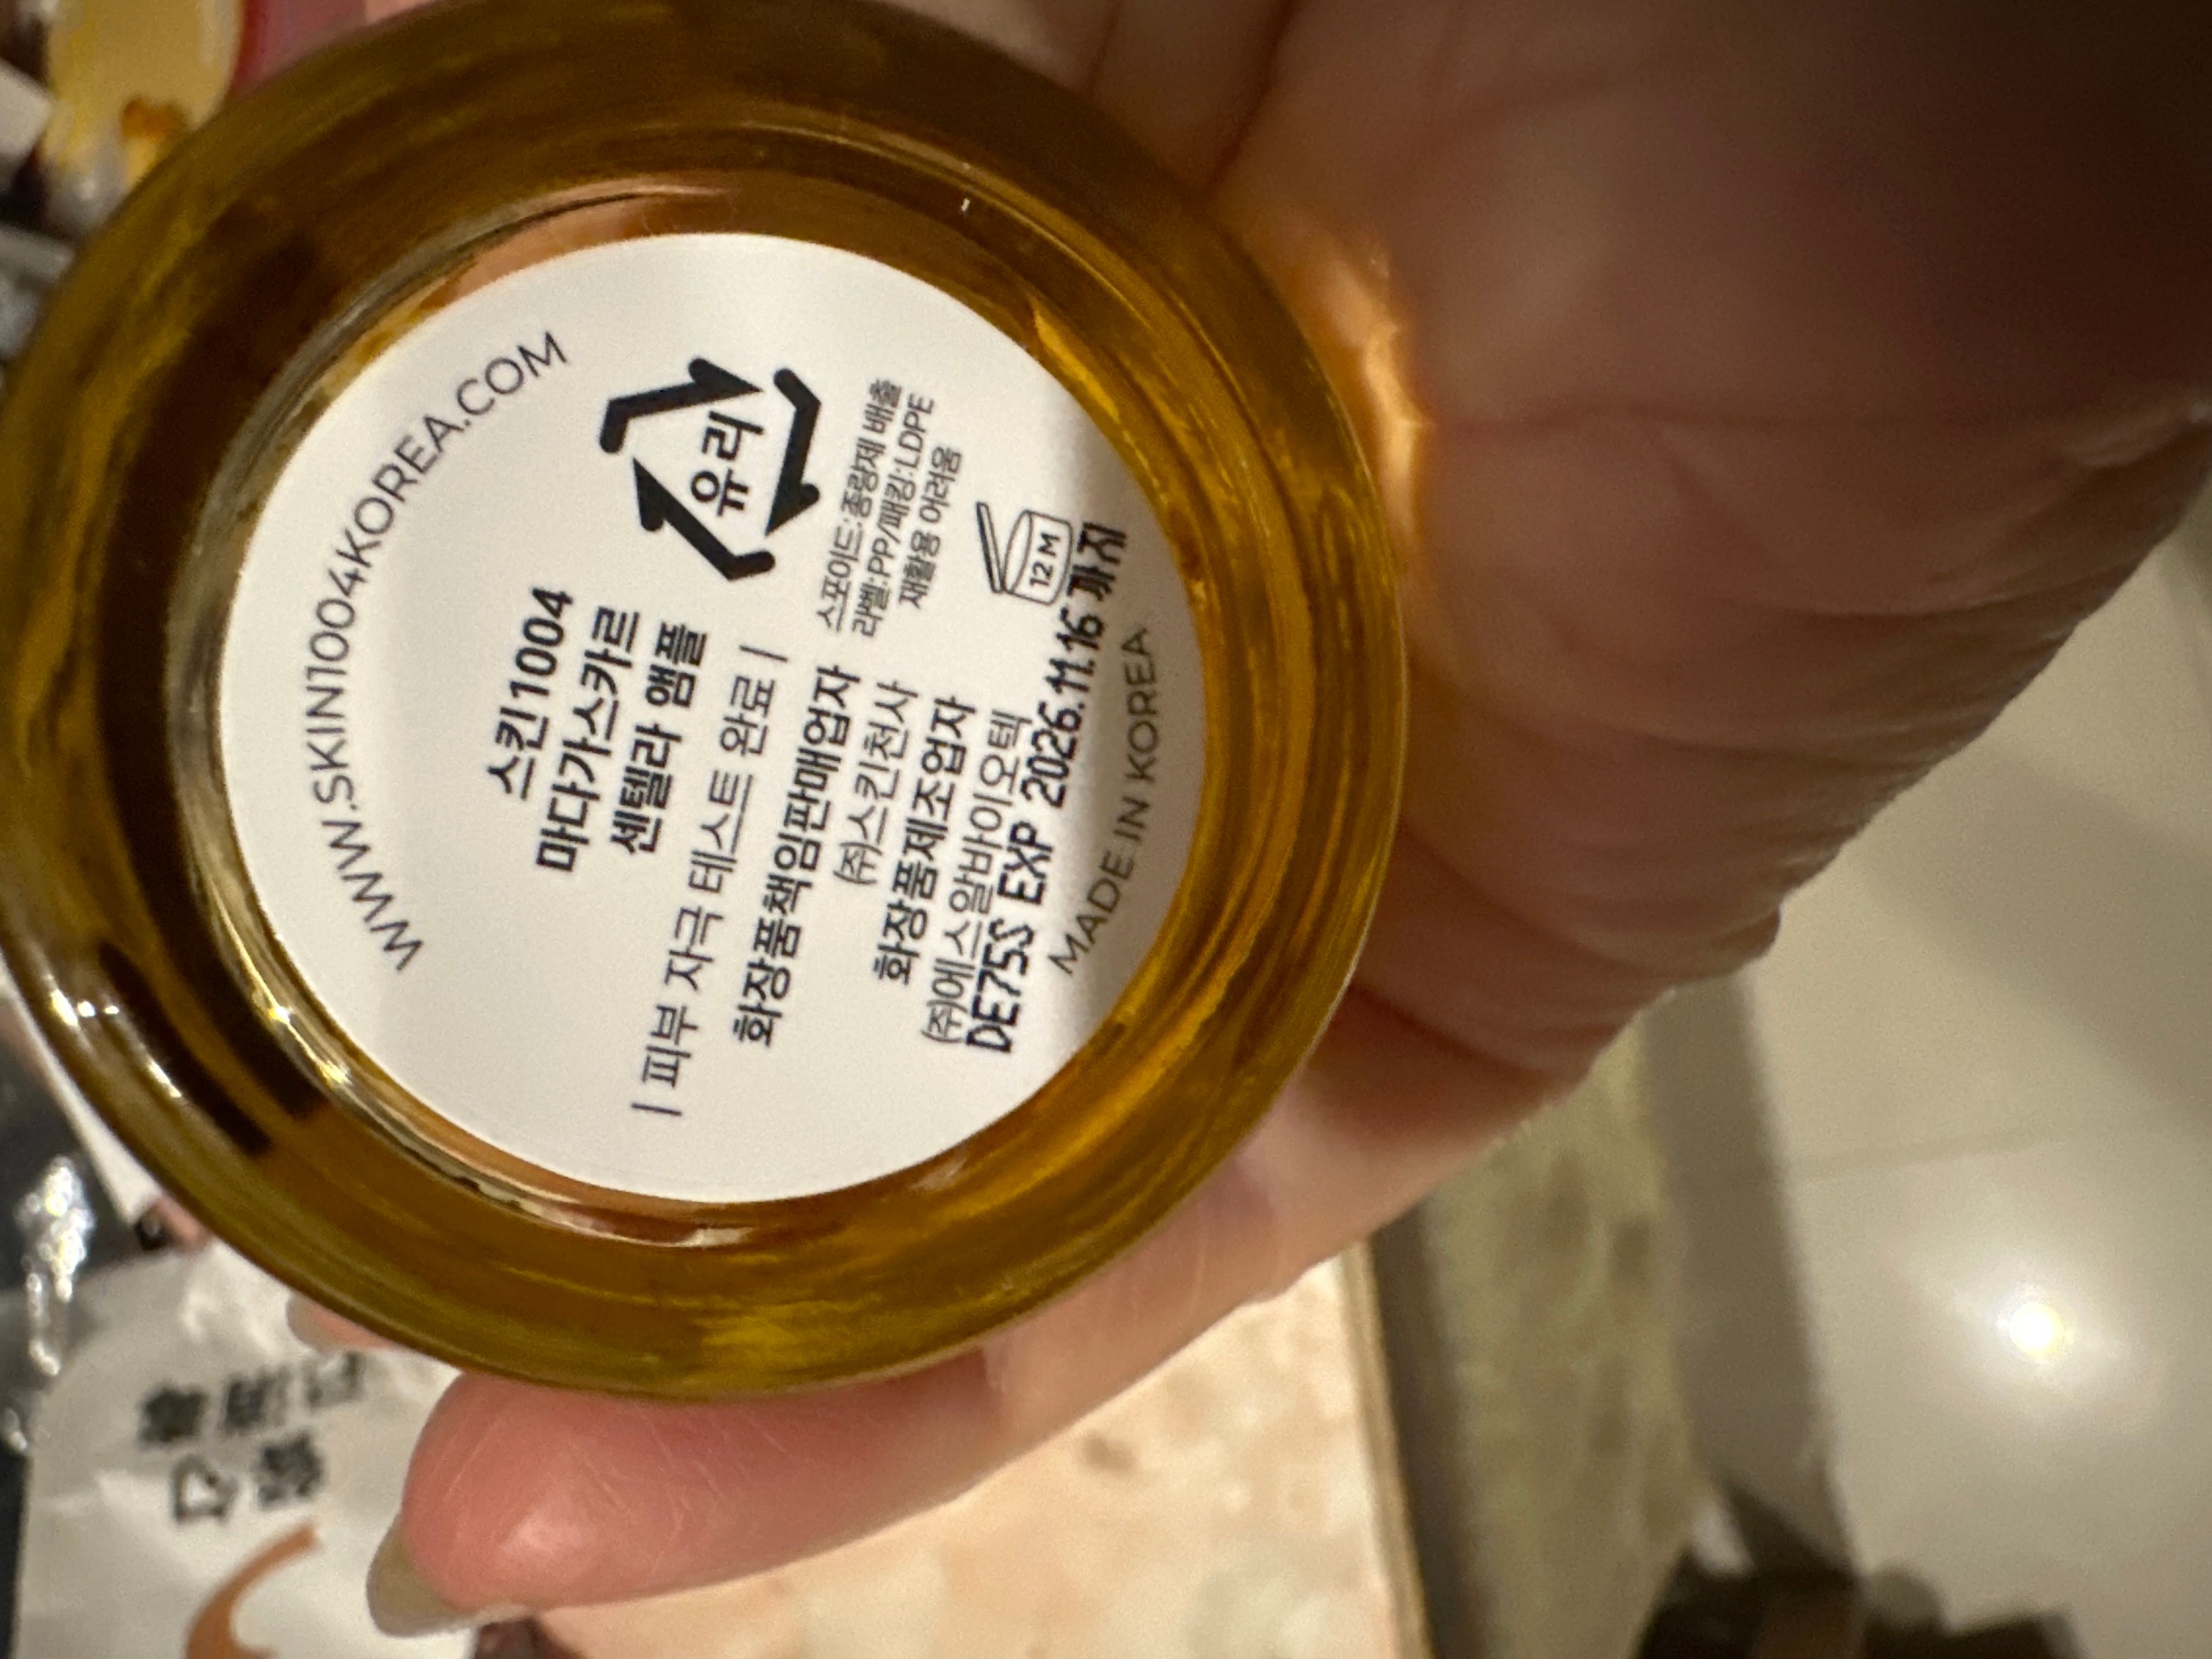 WWW.SKIN1004KOREA.COM
스킨1004
마다가스카르
센텔라 앰플
| 피부 자극 테스트 완료 |
화장품책임판매업자
(주)스킨천사
화장품제조업자
(주)에스알바이오텍
DE75S EXP 2026.11.16 까지
MADE IN KOREA
유리
스포이드:종량제 배출
라벨:PP/패킹:LDPE
재활용 어려움
12M